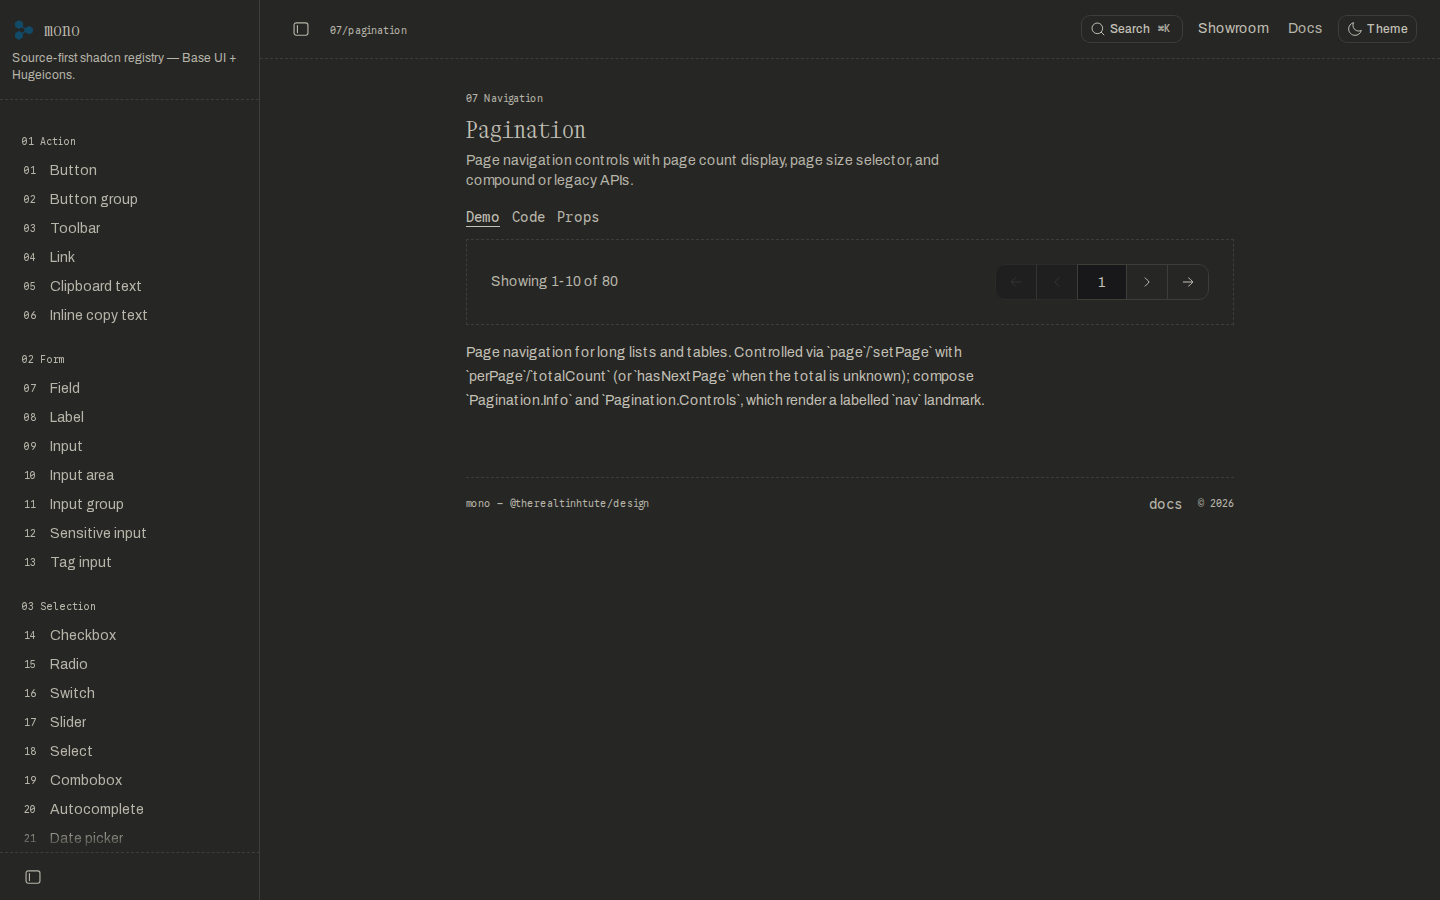 mono
Source-first shadcn registry — Base UI +
Hugeicons.
01 Action
01 Button
02 Button group
03 Toolbar
04 Link
05 Clipboard text
06 Inline copy text
02 Form
07 Field
08 Label
09 Input
10 Input area
11 Input group
12 Sensitive input
13 Tag input
03 Selection
14 Checkbox
15 Radio
16 Switch
17 Slider
18 Select
19 Combobox
20 Autocomplete
21 Date picker
07/pagination
Search ⌘K
Showroom
Docs
Theme
07 Navigation
Pagination
Page navigation controls with page count display, page size selector, and
compound or legacy APIs.
Demo Code Props
Showing 1-10 of 80
1
Page navigation for long lists and tables. Controlled via `page`/`setPage` with
`perPage`/`totalCount` (or `hasNextPage` when the total is unknown); compose
`Pagination.Info` and `Pagination.Controls`, which render a labelled `nav` landmark.
mono — @therealtinhtute/design
docs © 2026